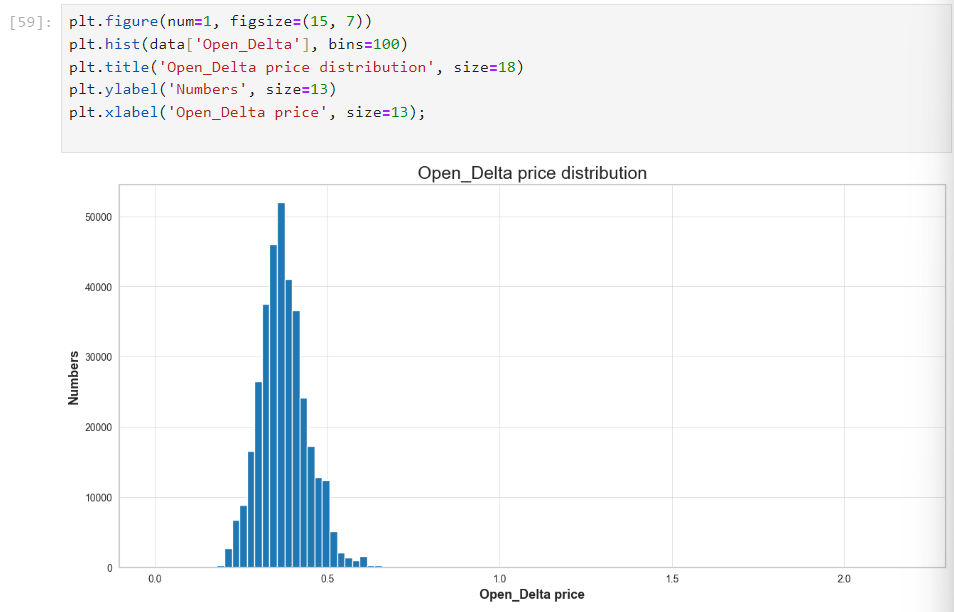 [59]: plt.figure(num=1, figsize=(15, 7))
plt.hist(data['Open_Delta'], bins=100)
plt.title('Open_Delta price distribution', size=18)
plt.ylabel('Numbers', size=13)
plt.xlabel('Open_Delta price', size=13);
Open_Delta price distribution
50000
40000
30000
20000
10000
0
Numbers
0.0 0.5 1.0 1.5 2.0
Open_Delta price